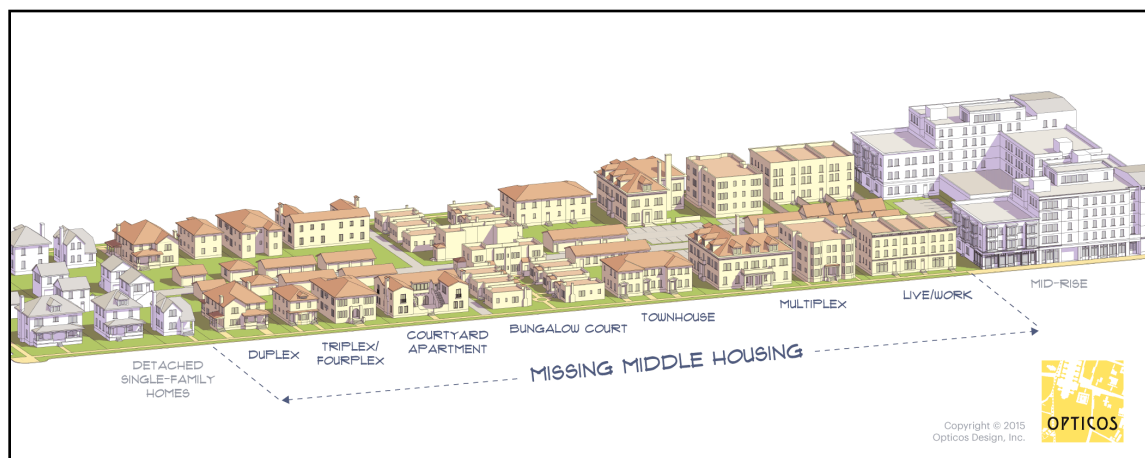 DETACHED
SINGLE-FAMILY
HOMES
DUPLEX
TRIPLEX/
FOURPLEX
COURTYARD
APARTMENT
BUNGALOW COURT
TOWNHOUSE
MULTIPLEX
LIVE/WORK
MID-RISE
MISSING MIDDLE HOUSING
Copyright © 2015
Opticos Design, Inc.
OPTICOS